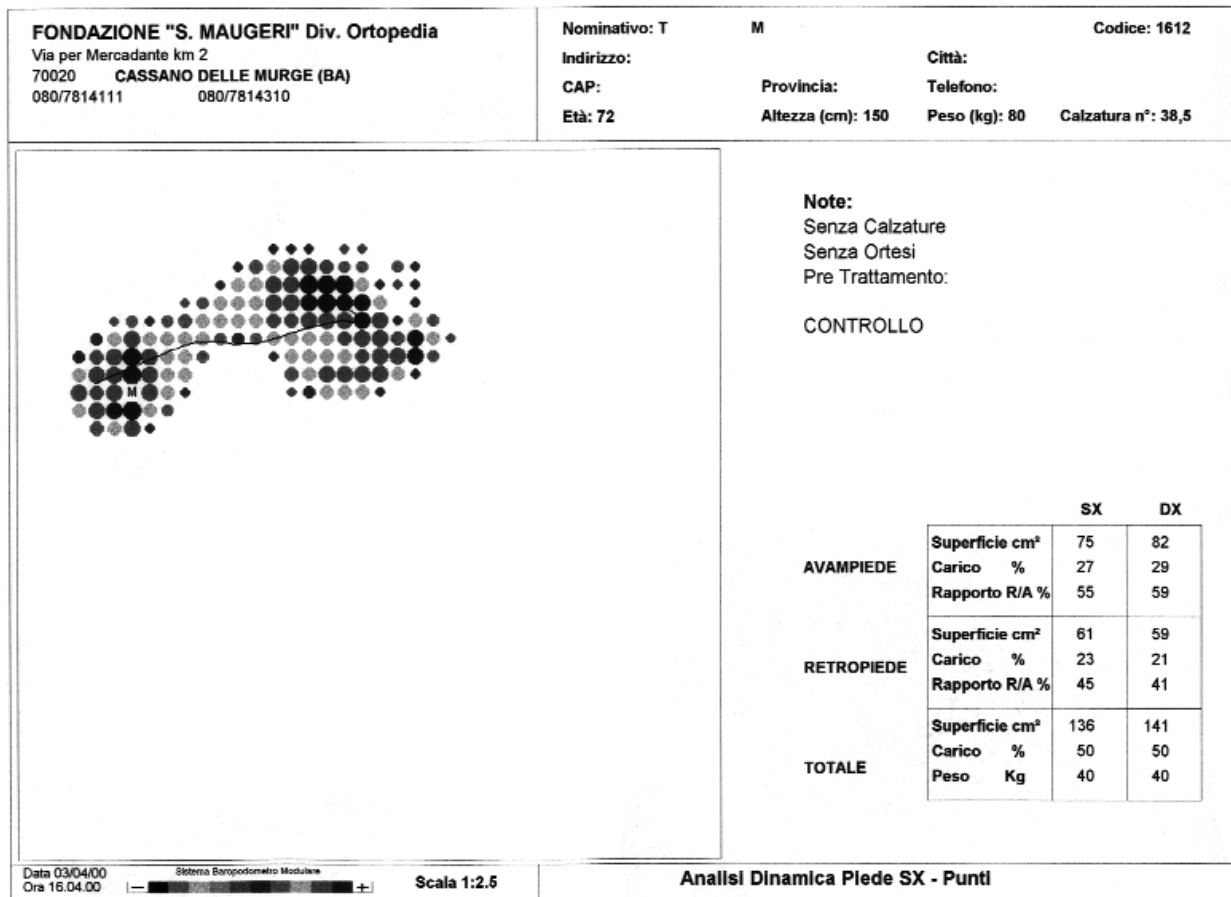 FONDAZIONE "S. MAUGERI" Div. Ortopedia
Via per Mercadante km 2
70020 CASSANO DELLE MURGE (BA)
080/7814111 080/7814310
Nominativo: T M Codice: 1612
Indirizzo: Città:
CAP: Provincia: Telefono:
Età: 72 Altezza (cm): 150 Peso (kg): 80 Calzatura n°: 38,5
M
Note:
Senza Calzature
Senza Ortesi
Pre Trattamento:
CONTROLLO
SX DX
AVAMPIEDE
Superficie cm² 75 82
Carico % 27 29
Rapporto R/A % 55 59
RETROPIEDE
Superficie cm² 61 59
Carico % 23 21
Rapporto R/A % 45 41
TOTALE
Superficie cm² 136 141
Carico % 50 50
Peso Kg 40 40
Data 03/04/00
Ora 16.04.00
Sistema Baropodometro Modulare
- +
Scala 1:2.5
Analisi Dinamica Piede SX - Punti